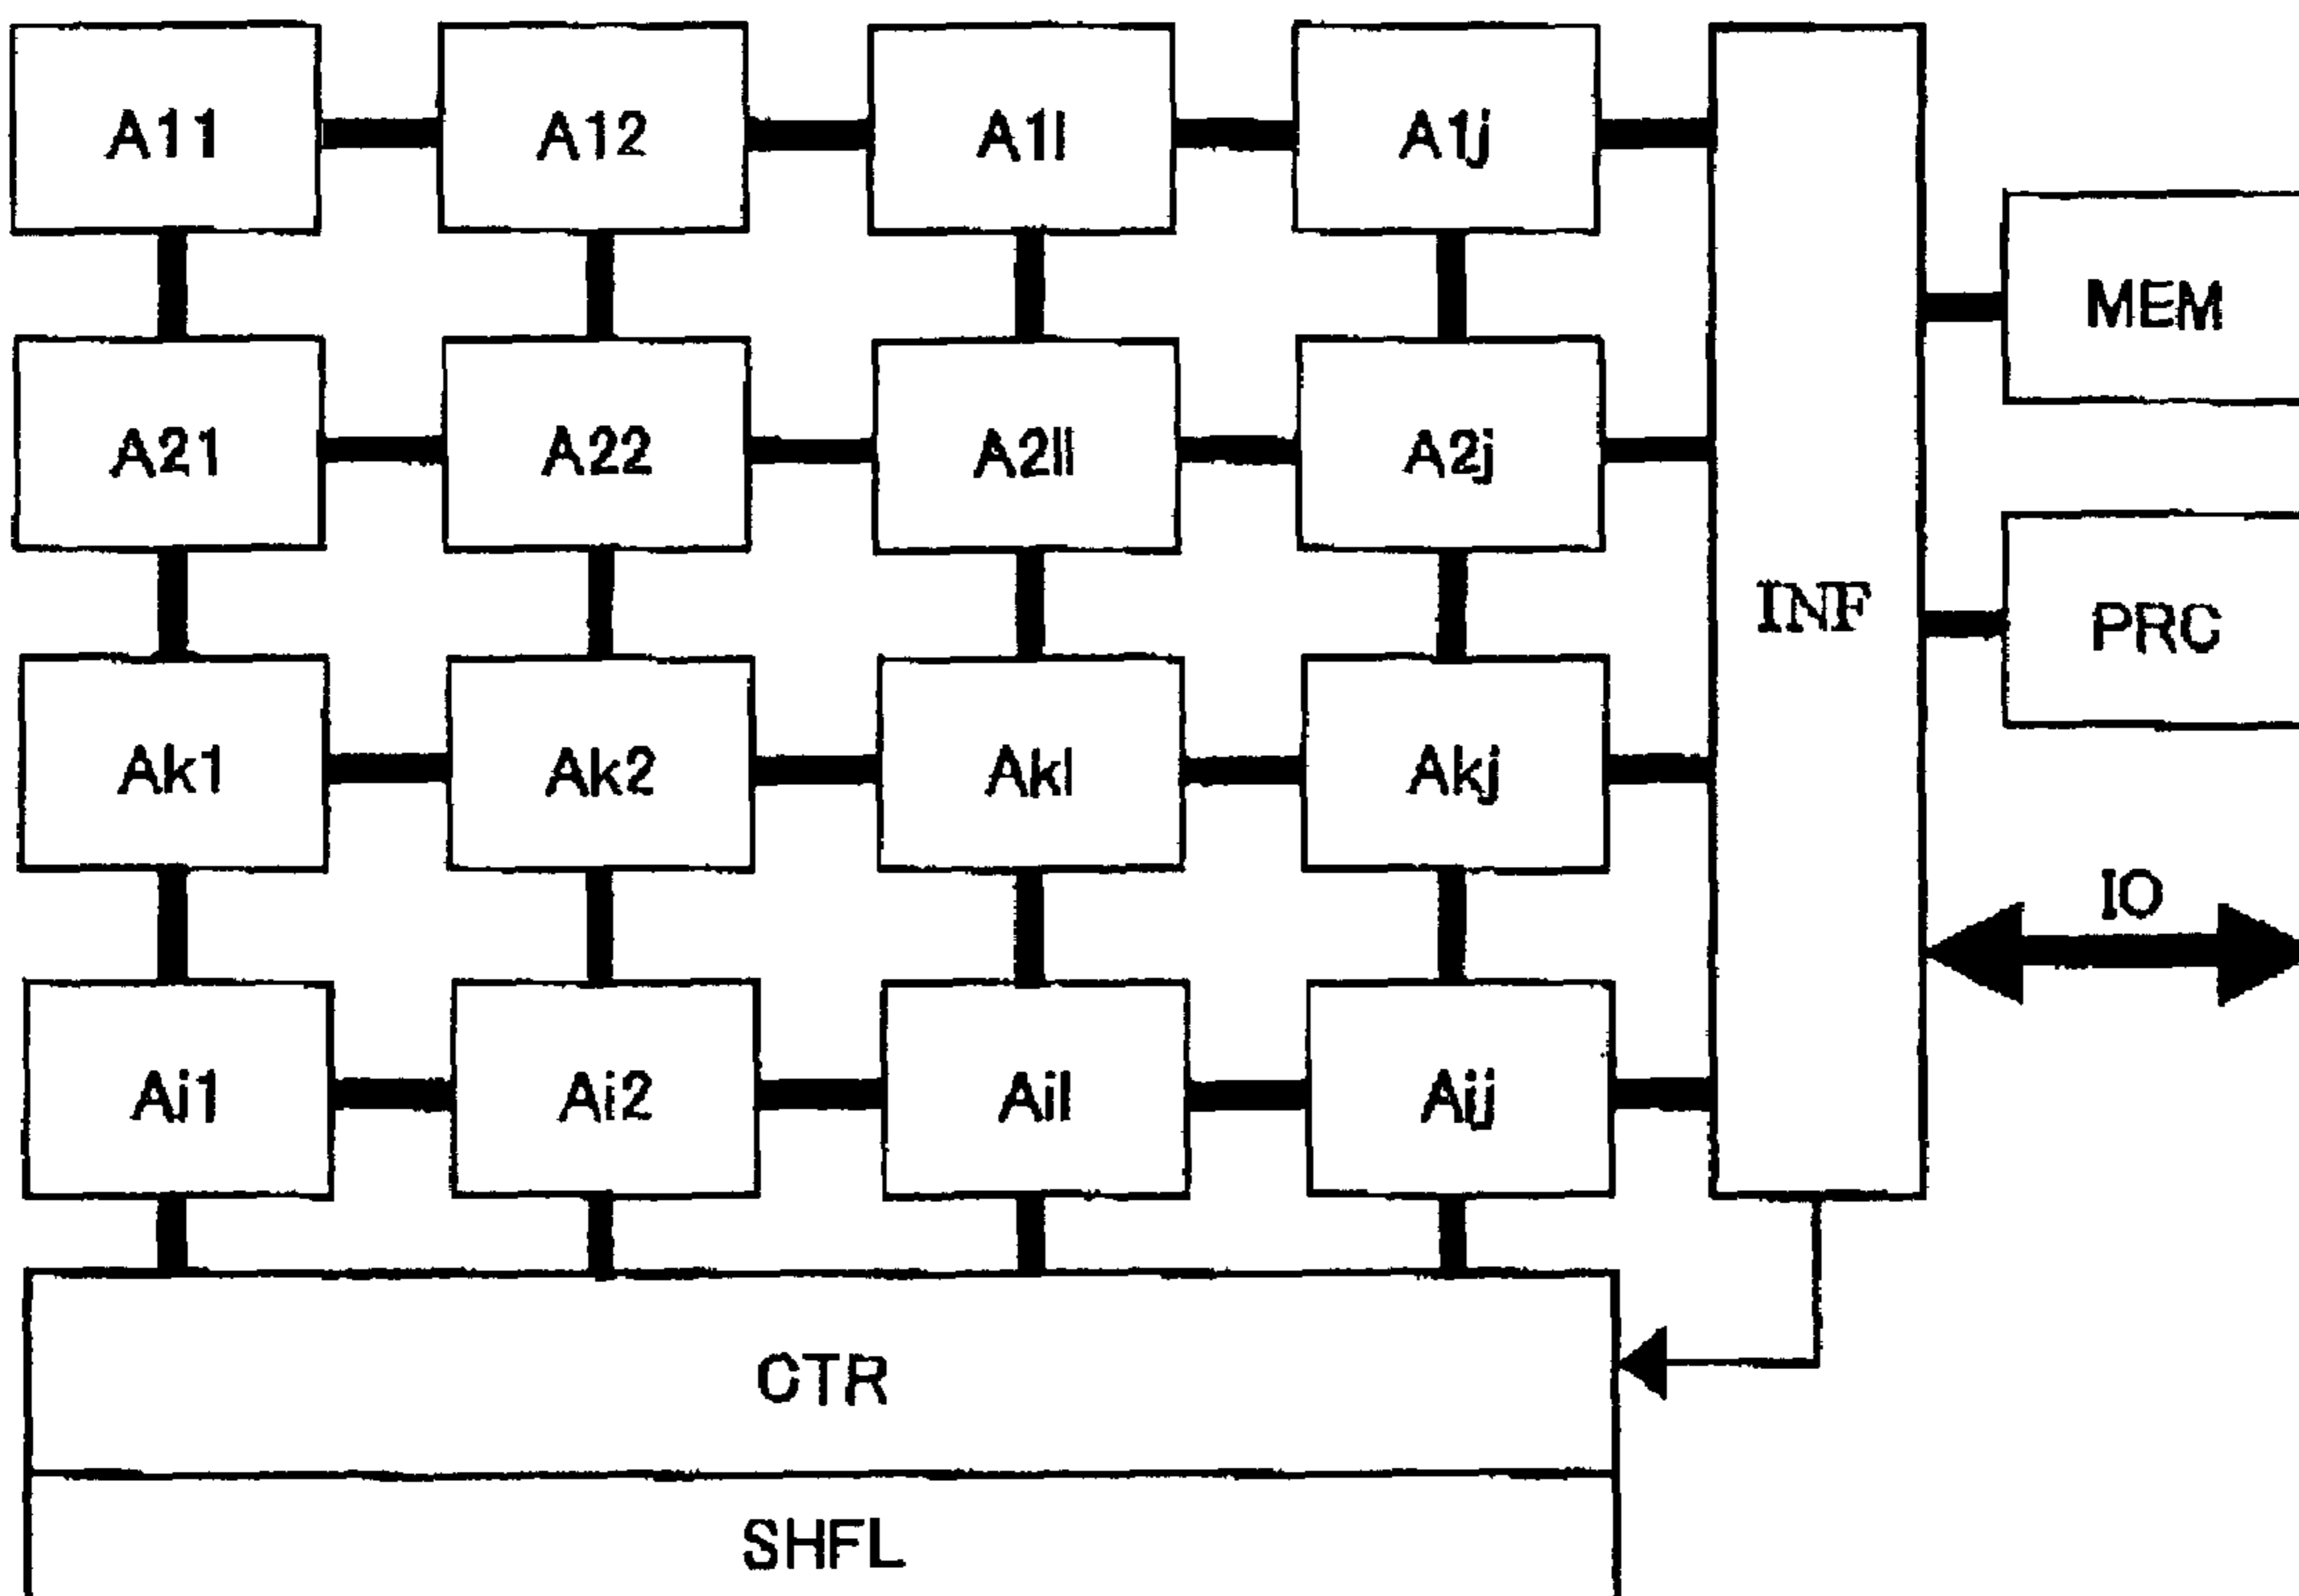 A11 A12 A1l A1j
MEM
A21 A22 A2ll A2j
INF
PRC
Ak1 Ak2 Akl Akj
IO
Aj1 Ai2 Ail Aij
CTR
SHFL